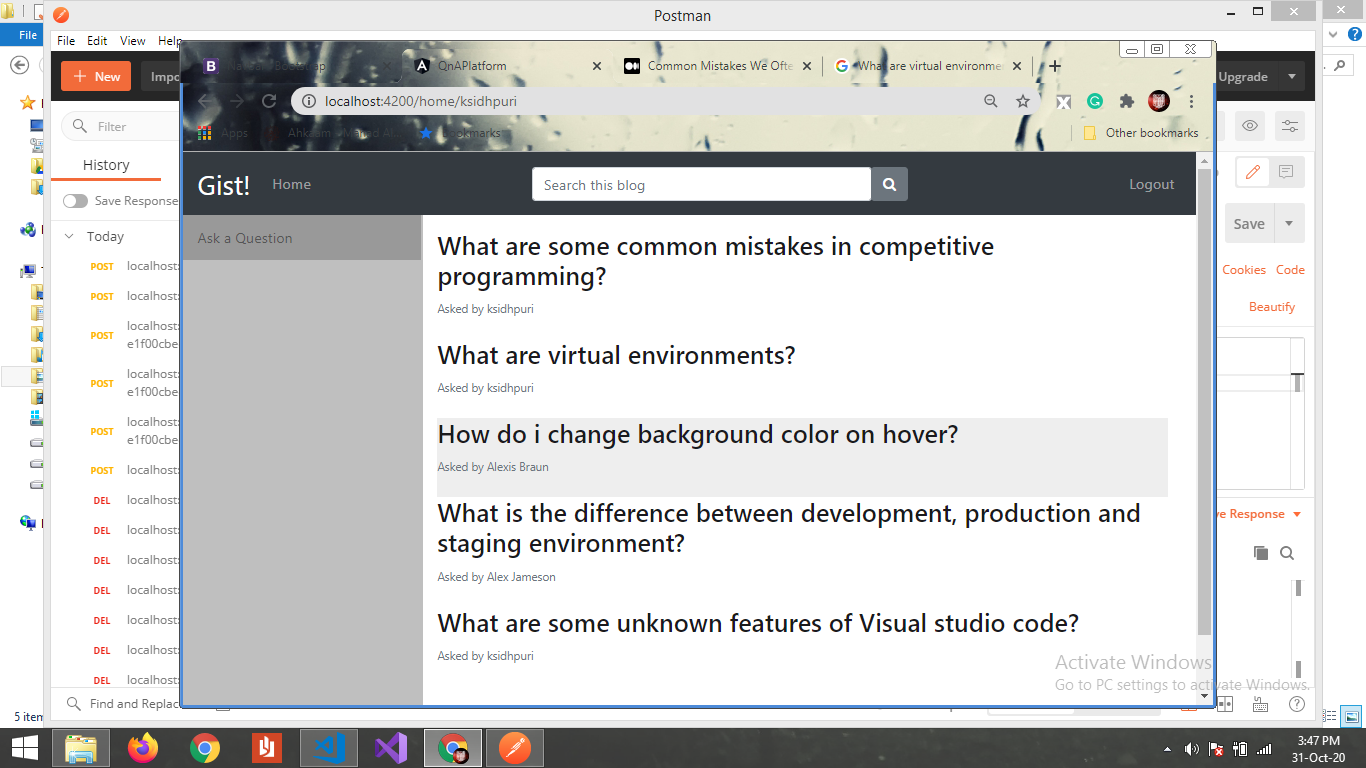 File
Postman
File Edit View Help
New
Impo
Upgrade
Filter
History
Save Response
Today
POST localhost:
POST localhost:
POST localhost:
e1f00cbe
POST localhost:
e1f00cbe
POST localhost:
e1f00cbe
POST localhost:
DEL localhost:
DEL localhost:
DEL localhost:
DEL localhost:
DEL localhost:
DEL localhost:
DEL localhost:
Find and Replac
5 item
QnAPlatform
Common Mistakes We Ofte
What are virtual environme
localhost:4200/home/ksidhpuri
Apps
Bookmarks
Other bookmarks
Gist!
Home
Search this blog
Logout
Ask a Question
What are some common mistakes in competitive
programming?
Asked by ksidhpuri
What are virtual environments?
Asked by ksidhpuri
How do i change background color on hover?
Asked by Alexis Braun
What is the difference between development, production and
staging environment?
Asked by Alex Jameson
What are some unknown features of Visual studio code?
Asked by ksidhpuri
Save
Cookies Code
Beautify
ve Response
Activate Windows
Go to PC settings to activate Windows.
3:47 PM
31-Oct-20